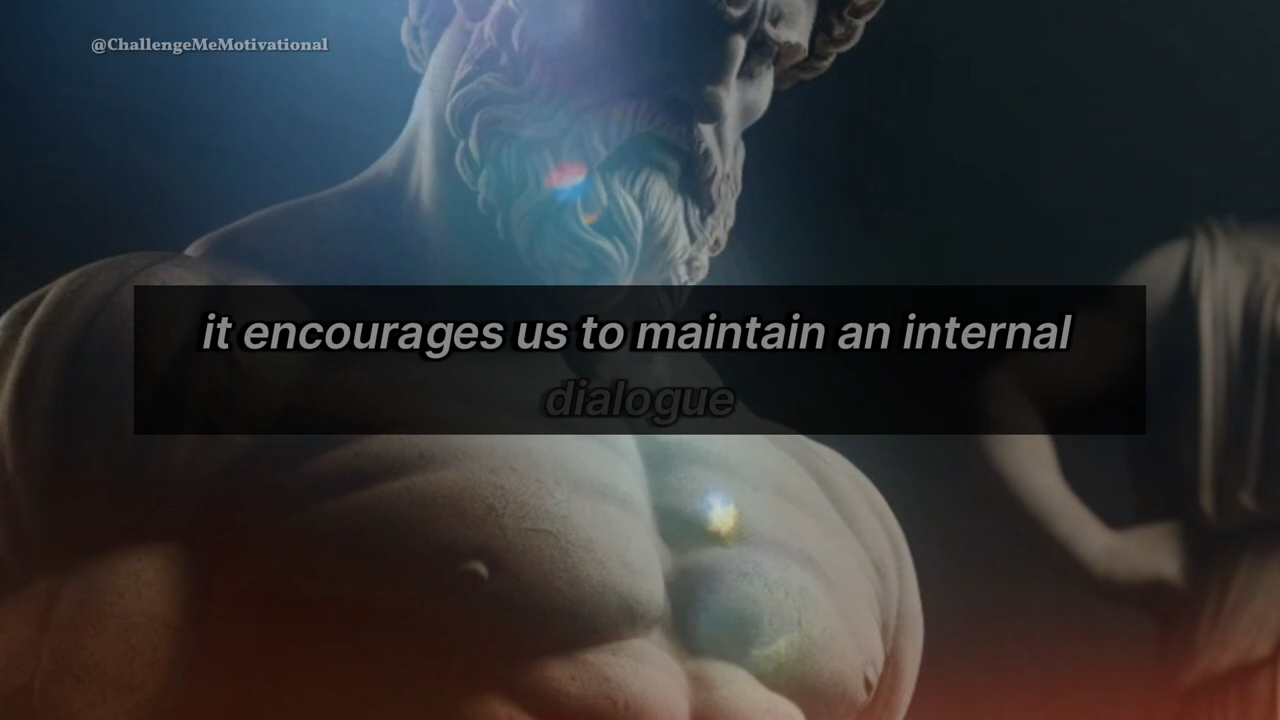 @ChallengeMeMotivational
it encourages us to maintain an internal
dialogue